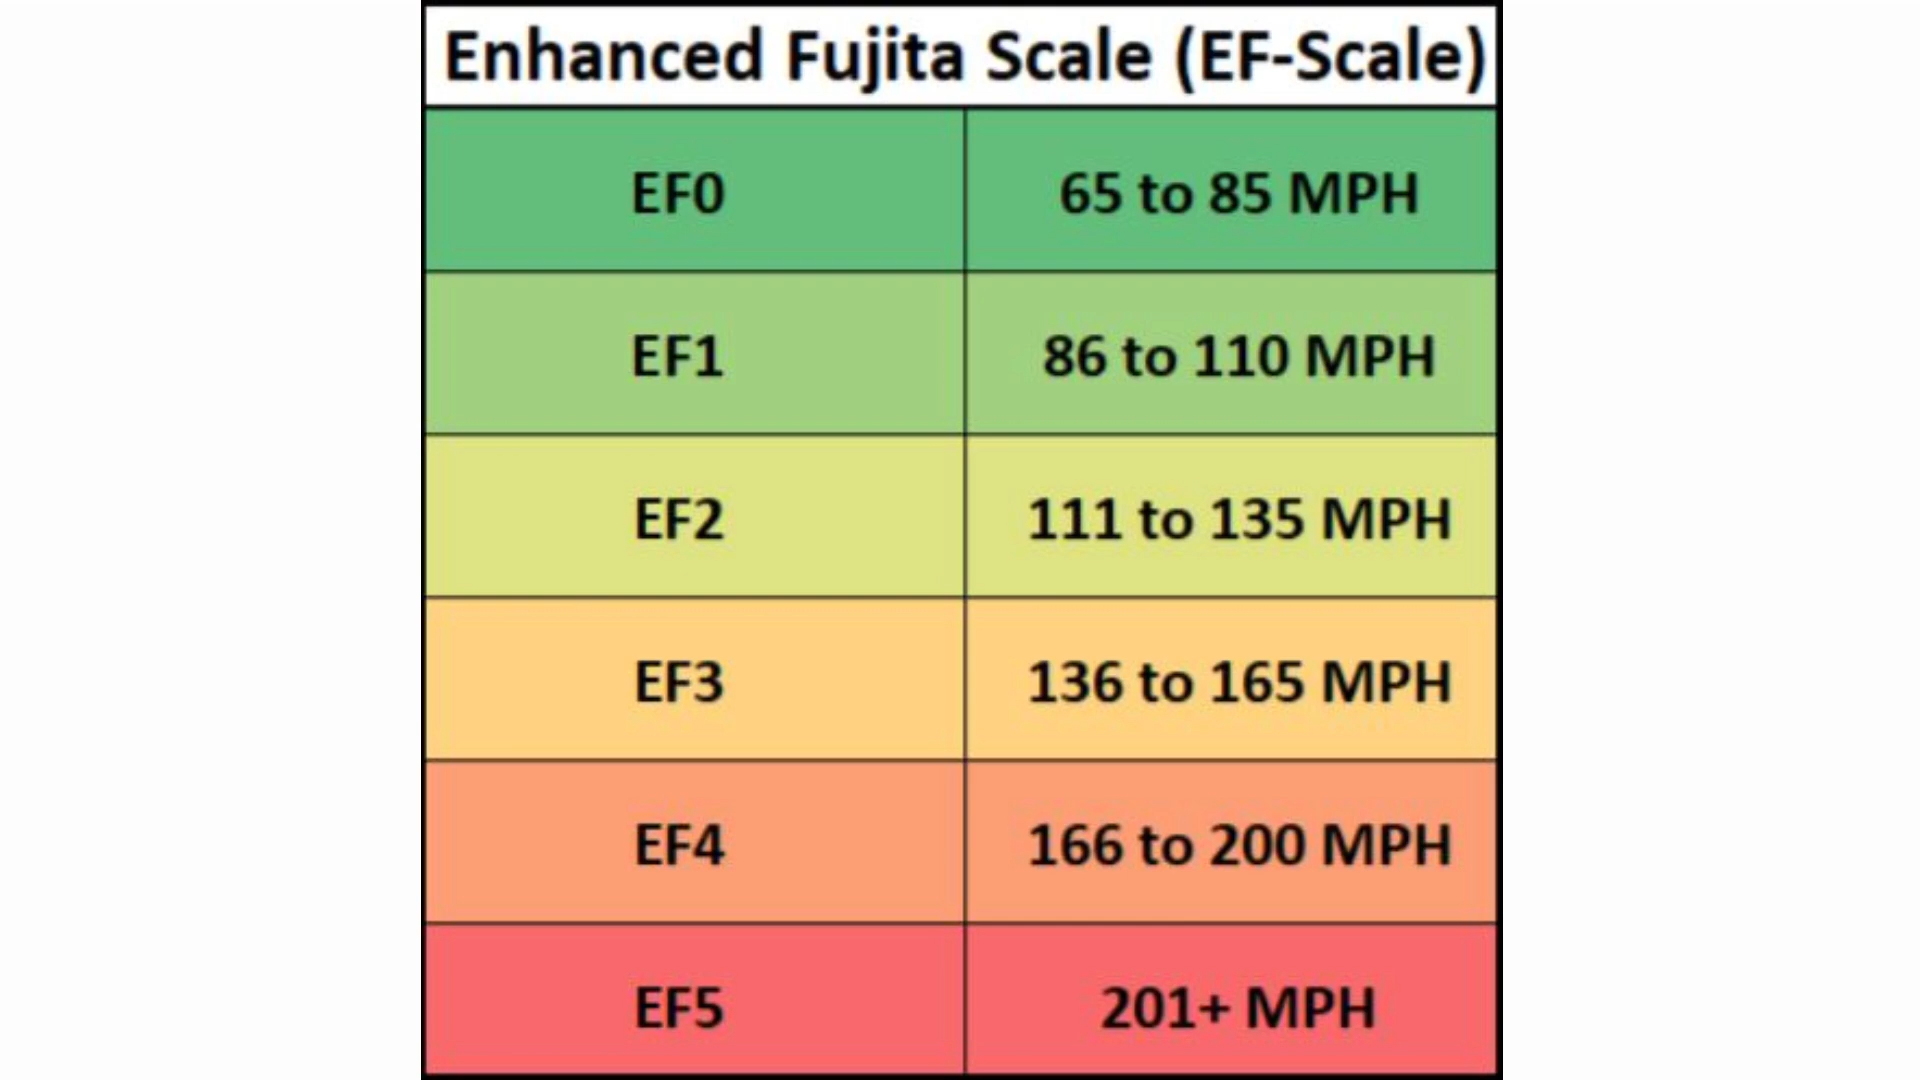 Enhanced Fujita Scale (EF-Scale)
EF0 65 to 85 MPH
EF1 86 to 110 MPH
EF2 111 to 135 MPH
EF3 136 to 165 MPH
EF4 166 to 200 MPH
EF5 201+ MPH